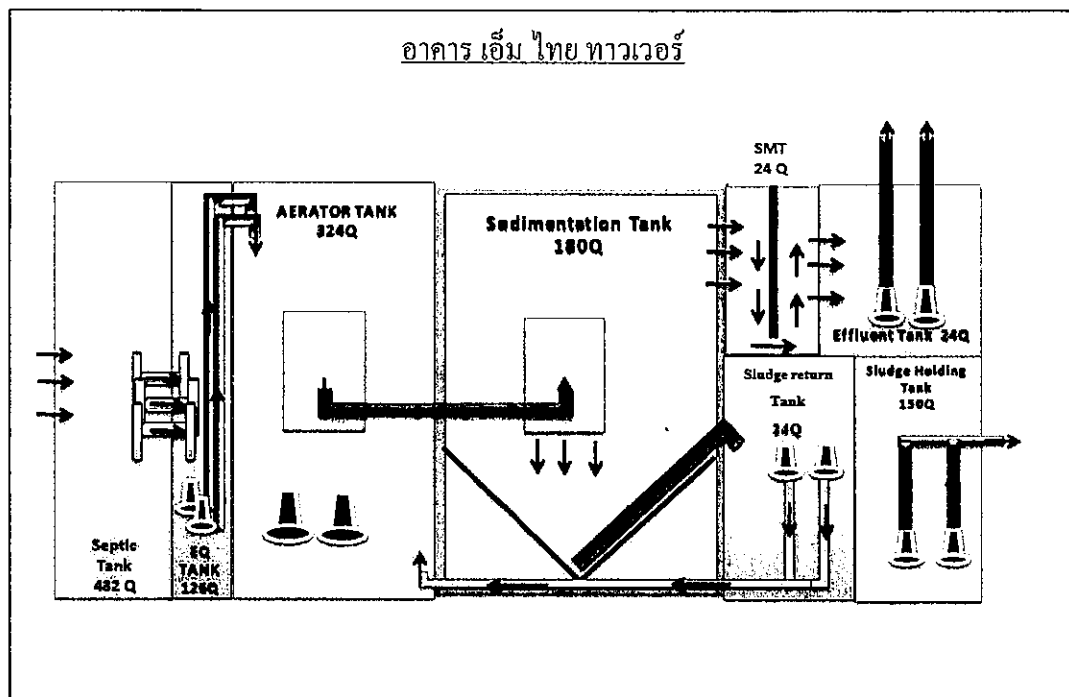 อาคาร เอ็ม ไทย ทาวเวอร์
SMT
24 Q
AERATOR TANK
324Q
Sedimentation Tank
180Q
Effluent Tank 24Q
Sludge return
Tank
24Q
Sludge Holding
Tank
150Q
Septic
Tank
432 Q
EQ
TANK
126Q